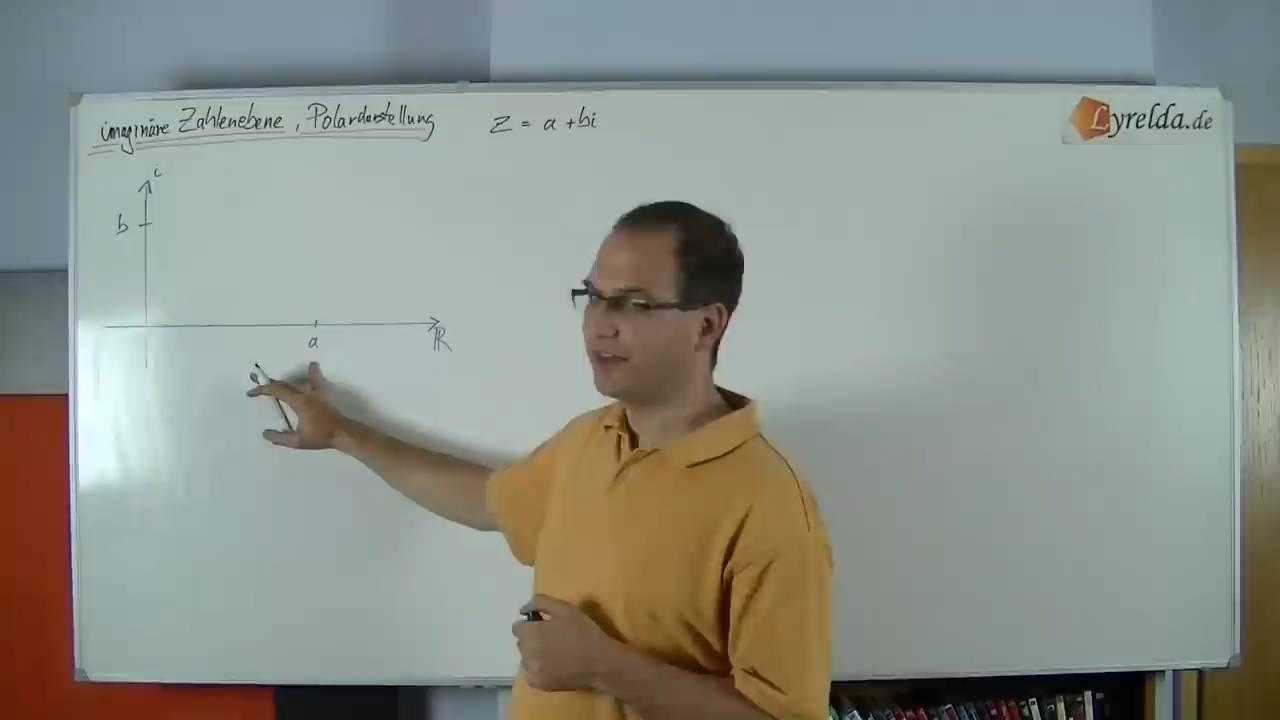 imaginäre Zahlenebene, Polardarstellung z = a + bi
Lyrelda.de
i
b
a
ℝ